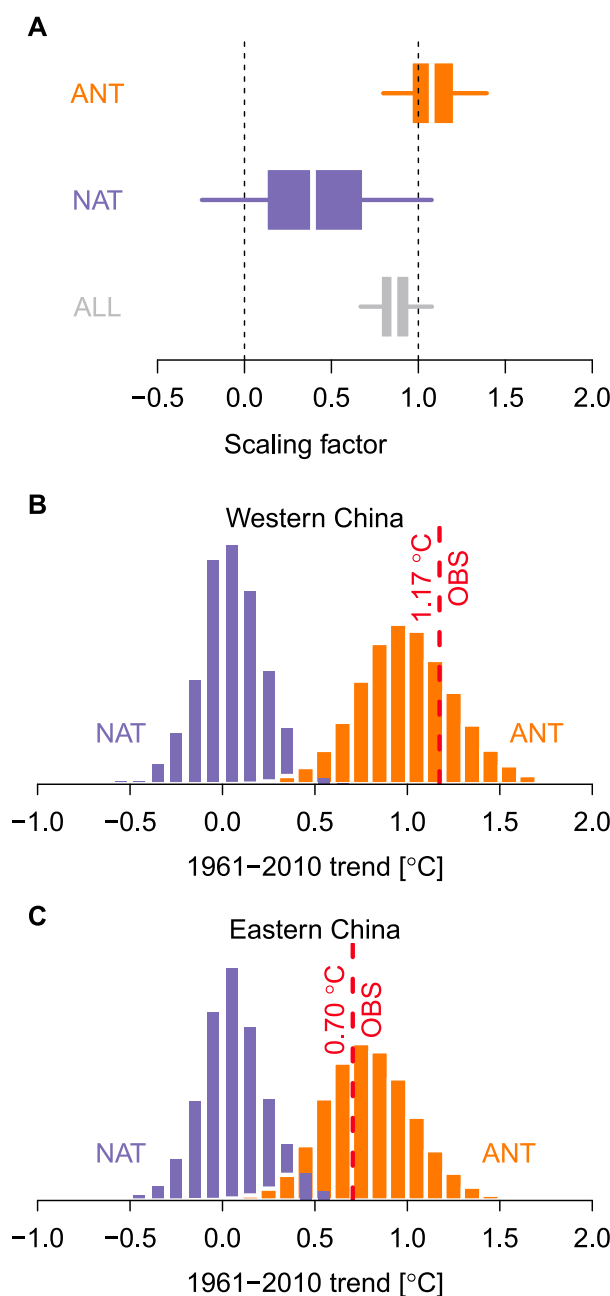 A
ANT
NAT
ALL
−0.5 0.0 0.5 1.0 1.5 2.0
Scaling factor
B
Western China
1.17 °C
OBS
NAT
ANT
−1.0 −0.5 0.0 0.5 1.0 1.5 2.0
1961−2010 trend [°C]
C
Eastern China
0.70 °C
OBS
NAT
ANT
−1.0 −0.5 0.0 0.5 1.0 1.5 2.0
1961−2010 trend [°C]